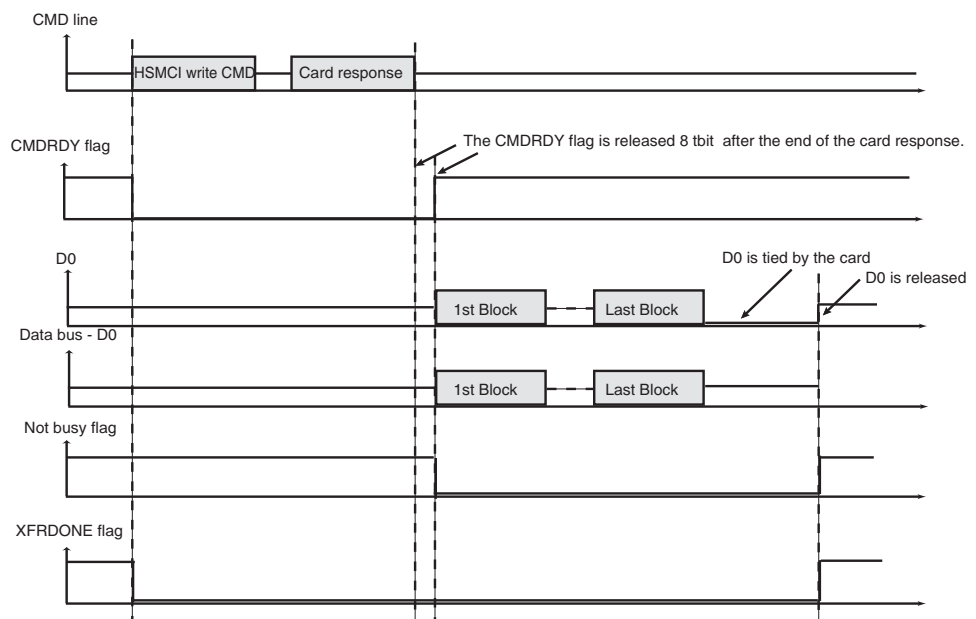 CMD line
HSMCI write CMD
Card response
The CMDRDY flag is released 8 tbit after the end of the card response.
CMDRDY flag
D0 is tied by the card
D0
D0 is released
1st Block
Last Block
Data bus - D0
1st Block
Last Block
Not busy flag
XFRDONE flag